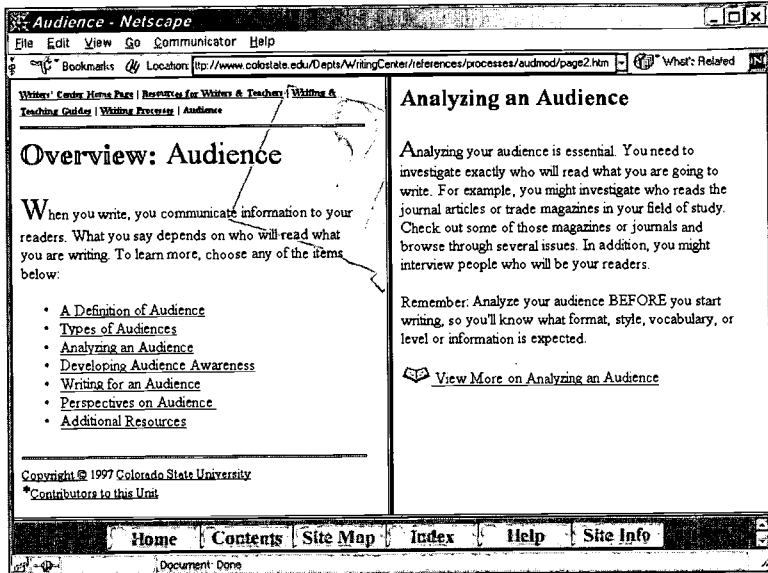 Audience - Netscape
File Edit View Go Communicator Help
Bookmarks Location: ttp://www.colostate.edu/Depts/WritingCenter/references/processes/audmod/page2.htm What's Related
Writers' Center Home Page | Resources for Writers & Teachers | Writing &
Teaching Guides | Writing Processes | Audience
Overview: Audience
When you write, you communicate information to your
readers. What you say depends on who will read what
you are writing. To learn more, choose any of the items
below:
• A Definition of Audience
• Types of Audiences
• Analyzing an Audience
• Developing Audience Awareness
• Writing for an Audience
• Perspectives on Audience
• Additional Resources
Copyright © 1997 Colorado State University
*Contributors to this Unit
Analyzing an Audience
Analyzing your audience is essential. You need to
investigate exactly who will read what you are going to
write. For example, you might investigate who reads the
journal articles or trade magazines in your field of study.
Check out some of those magazines or journals and
browse through several issues. In addition, you might
interview people who will be your readers.
Remember: Analyze your audience BEFORE you start
writing, so you'll know what format, style, vocabulary, or
level or information is expected.
View More on Analyzing an Audience
Home Contents Site Map Index Help Site Info
Document: Done